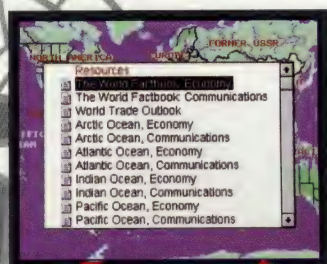 FORMER USSR
NORTH AMERICA
EUROPE
Resources
The World Factbook, Economy
The World Factbook: Communications
World Trade Outlook
Arctic Ocean, Economy
Arctic Ocean, Communications
Atlantic Ocean, Economy
Atlantic Ocean, Communications
Indian Ocean, Economy
Indian Ocean, Communications
Pacific Ocean, Economy
Pacific Ocean, Communications